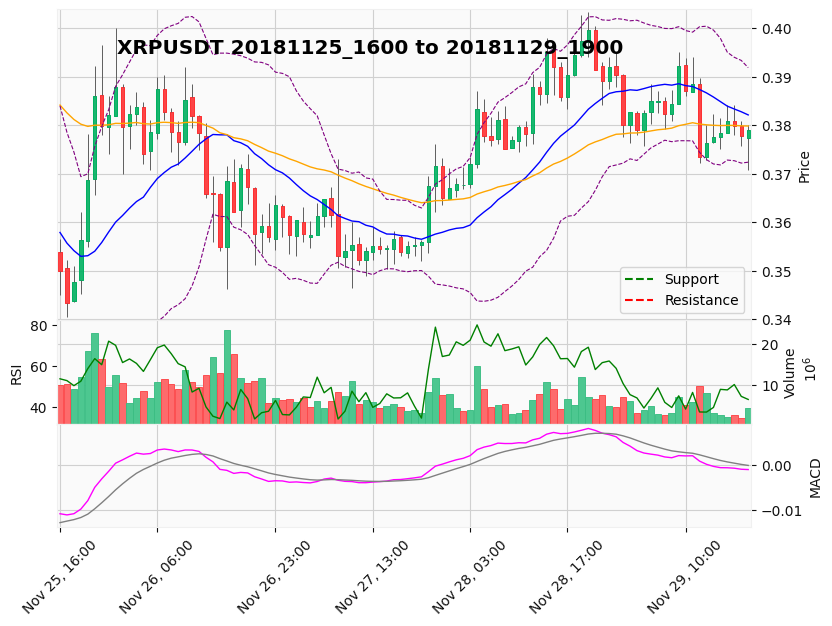 XRPUSDT 20181125_1600 to 20181129_1900
0.40
0.39
0.38
0.37
0.36
0.35
0.34
Price
Support
Resistance
80
60
40
RSI
20
10
Volume
10^6
0.00
−0.01
MACD
Nov 25, 16:00
Nov 26, 06:00
Nov 26, 23:00
Nov 27, 13:00
Nov 28, 03:00
Nov 28, 17:00
Nov 29, 10:00